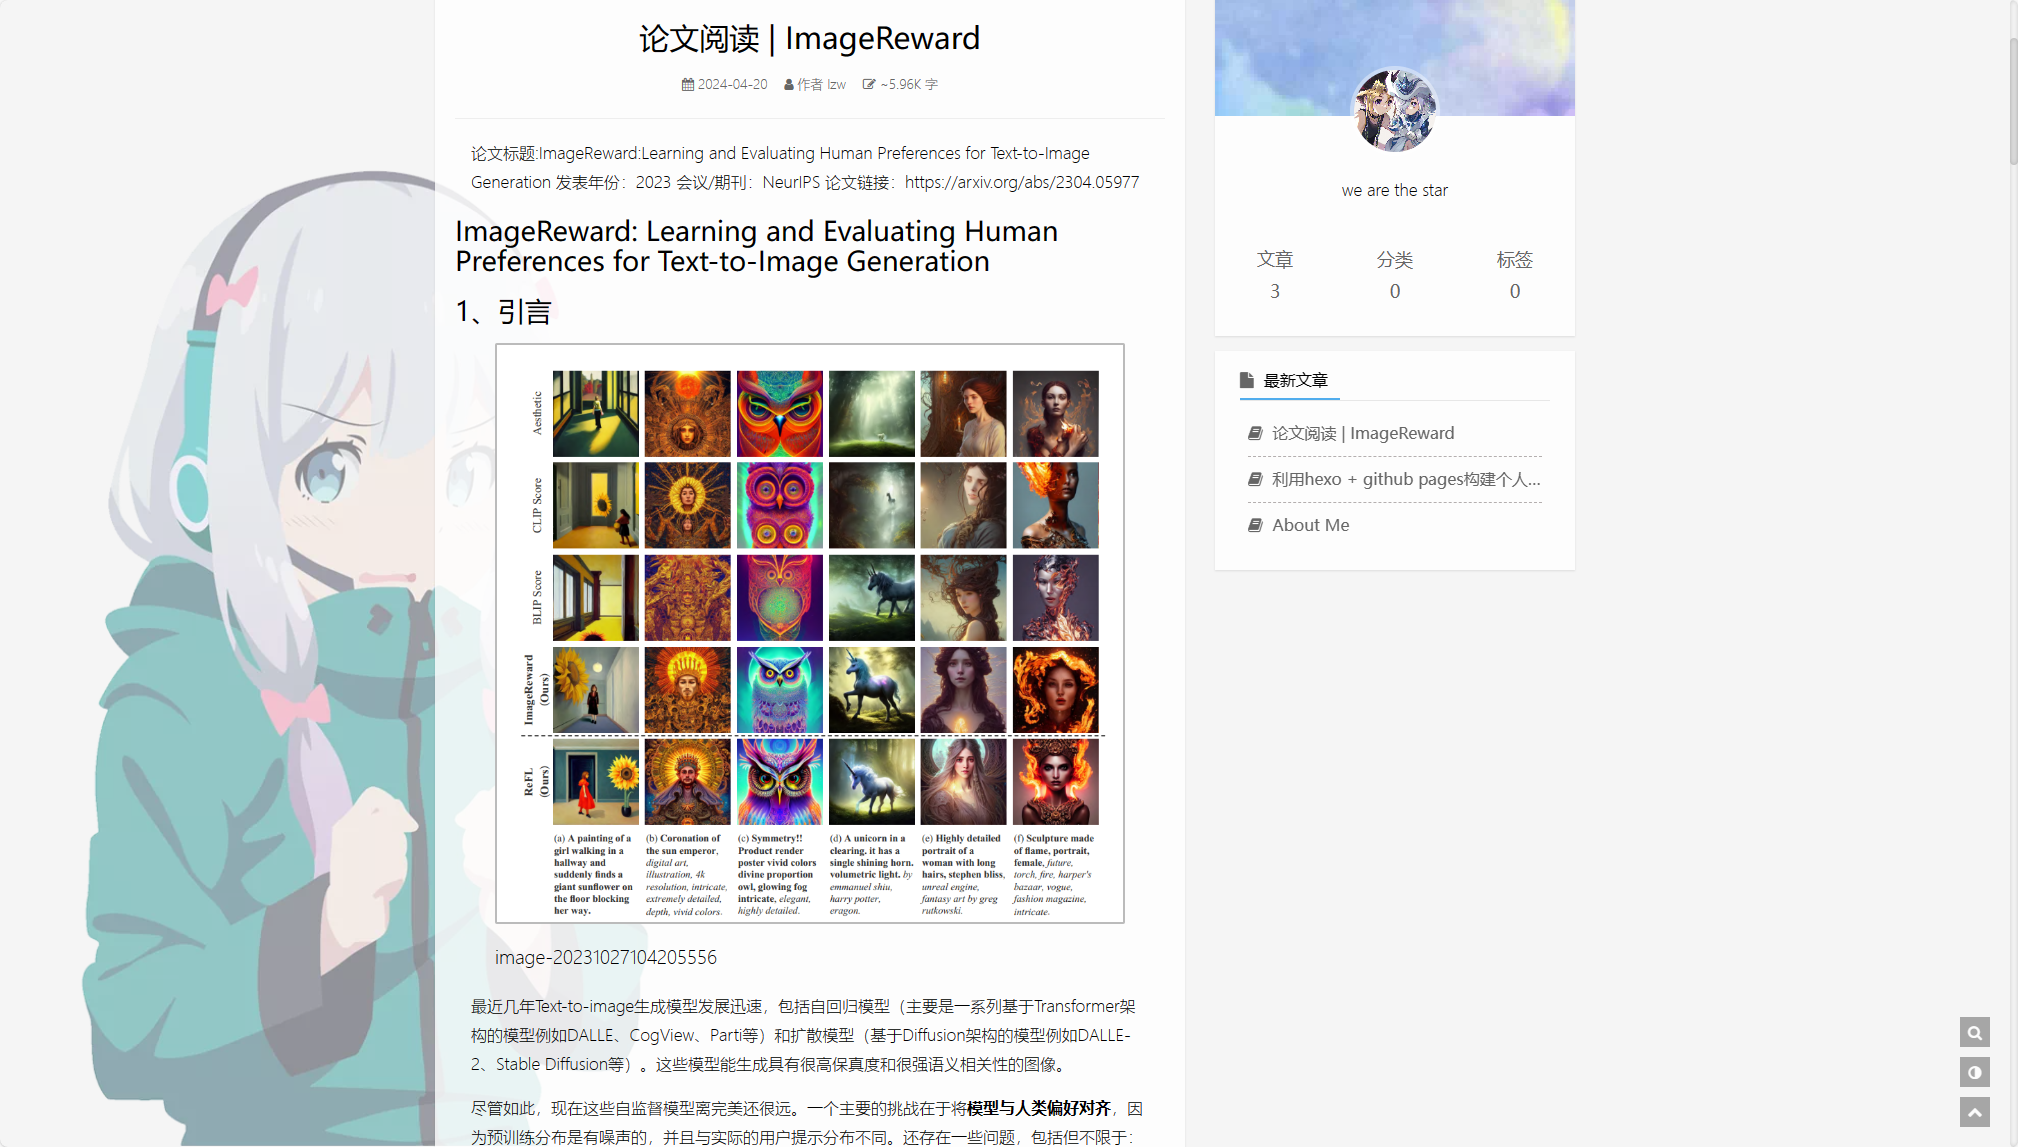 论文阅读 | ImageReward
2024-04-20 作者 lzw ~5.96K 字
论文标题:ImageReward:Learning and Evaluating Human Preferences for Text-to-Image
Generation 发表年份：2023 会议/期刊：NeurIPS 论文链接：https://arxiv.org/abs/2304.05977
ImageReward: Learning and Evaluating Human
Preferences for Text-to-Image Generation
1、引言
Aesthetic
CLIP Score
BLIP Score
ImageReward
(Ours)
ReFL
(Ours)
(a) A painting of a
girl walking in a
hallway and
suddenly finds a
giant sunflower on
the floor blocking
her way.
(b) Coronation of
the sun emperor,
digital art,
illustration, 4k
resolution, intricate,
extremely detailed,
depth, vivid colors.
(c) Symmetry!!
Product render
poster vivid colors
divine proportion
owl, glowing fog
intricate, elegant,
highly detailed.
(d) A unicorn in a
clearing. it has a
single shining horn.
volumetric light. by
emmanuel shiu,
harry potter,
eragon.
(e) Highly detailed
portrait of a
woman with long
hairs, stephen bliss,
unreal engine,
fantasy art by greg
rutkowski.
(f) Sculpture made
of flame, portrait,
female, future,
torch, fire, harper's
bazaar, vogue,
fashion magazine,
intricate.
image-20231027104205556
最近几年Text-to-image生成模型发展迅速，包括自回归模型（主要是一系列基于Transformer架
构的模型例如DALLE、CogView、Parti等）和扩散模型（基于Diffusion架构的模型例如DALLE-
2、Stable Diffusion等）。这些模型能生成具有很高保真度和很强语义相关性的图像。
尽管如此，现在这些自监督模型离完美还很远。一个主要的挑战在于将模型与人类偏好对齐，因
为预训练分布是有噪声的，并且与实际的用户提示分布不同。还存在一些问题，包括但不限于：
we are the star
文章 分类 标签
3 0 0
最新文章
论文阅读 | ImageReward
利用hexo + github pages构建个人...
About Me